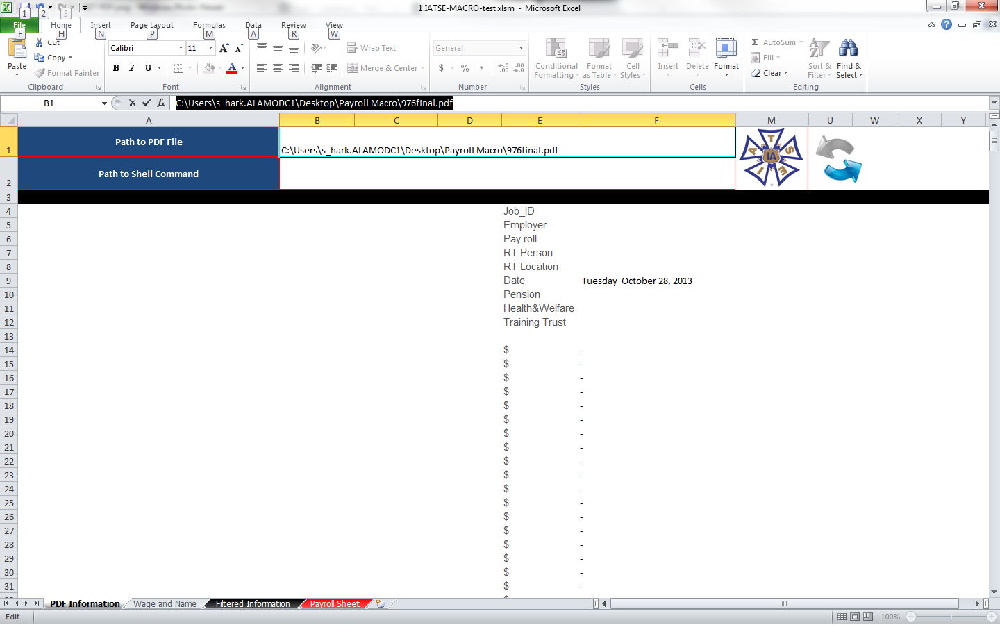 1.IATSE-MACRO-test.xlsm - Microsoft Excel
1 2 3
File Home Insert Page Layout Formulas Data Review View
F H N P M A R W
Paste
Cut
Copy
Format Painter
Clipboard
Calibri 11
B I U
Font
Wrap Text
Merge & Center
Alignment
General
$ % ,
Number
Conditional Formatting
Format as Table
Cell Styles
Styles
Insert Delete Format
Cells
AutoSum
Fill
Clear
Sort & Filter
Find & Select
Editing
B1 fx C:\Users\s_hark.ALAMODC1\Desktop\Payroll Macro\976final.pdf
A B C D E F M U W X Y
1 Path to PDF File C:\Users\s_hark.ALAMODC1\Desktop\Payroll Macro\976final.pdf
I A T S E IA
2 Path to Shell Command
3
4 Job_ID
5 Employer
6 Pay roll
7 RT Person
8 RT Location
9 Date Tuesday October 28, 2013
10 Pension
11 Health&Welfare
12 Training Trust
13
14 $ -
15 $ -
16 $ -
17 $ -
18 $ -
19 $ -
20 $ -
21 $ -
22 $ -
23 $ -
24 $ -
25 $ -
26 $ -
27 $ -
28 $ -
29 $ -
30 $ -
31 $ -
PDF Information Wage and Name Filtered Information Payroll Sheet
Edit 100%